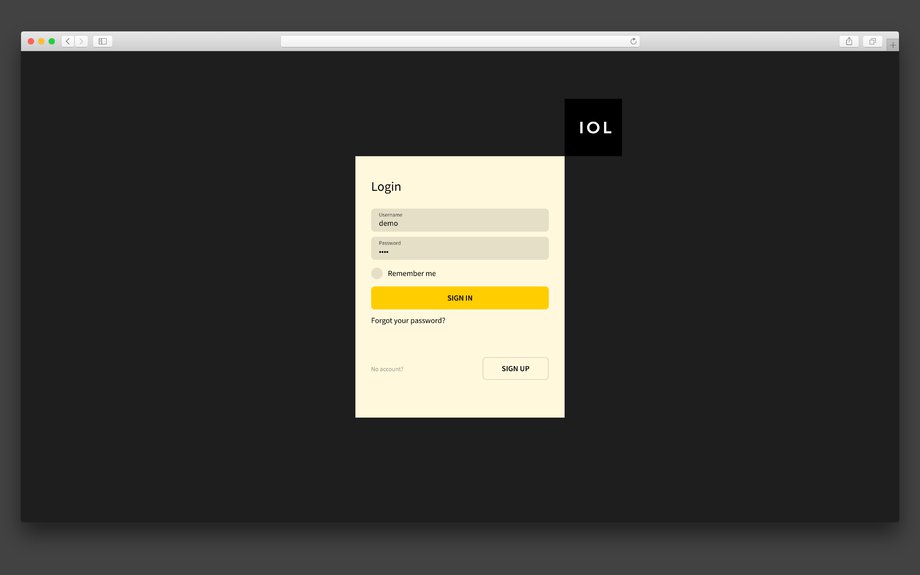 IOL
Login
Username
demo
Password
••••
Remember me
SIGN IN
Forgot your password?
No account?
SIGN UP